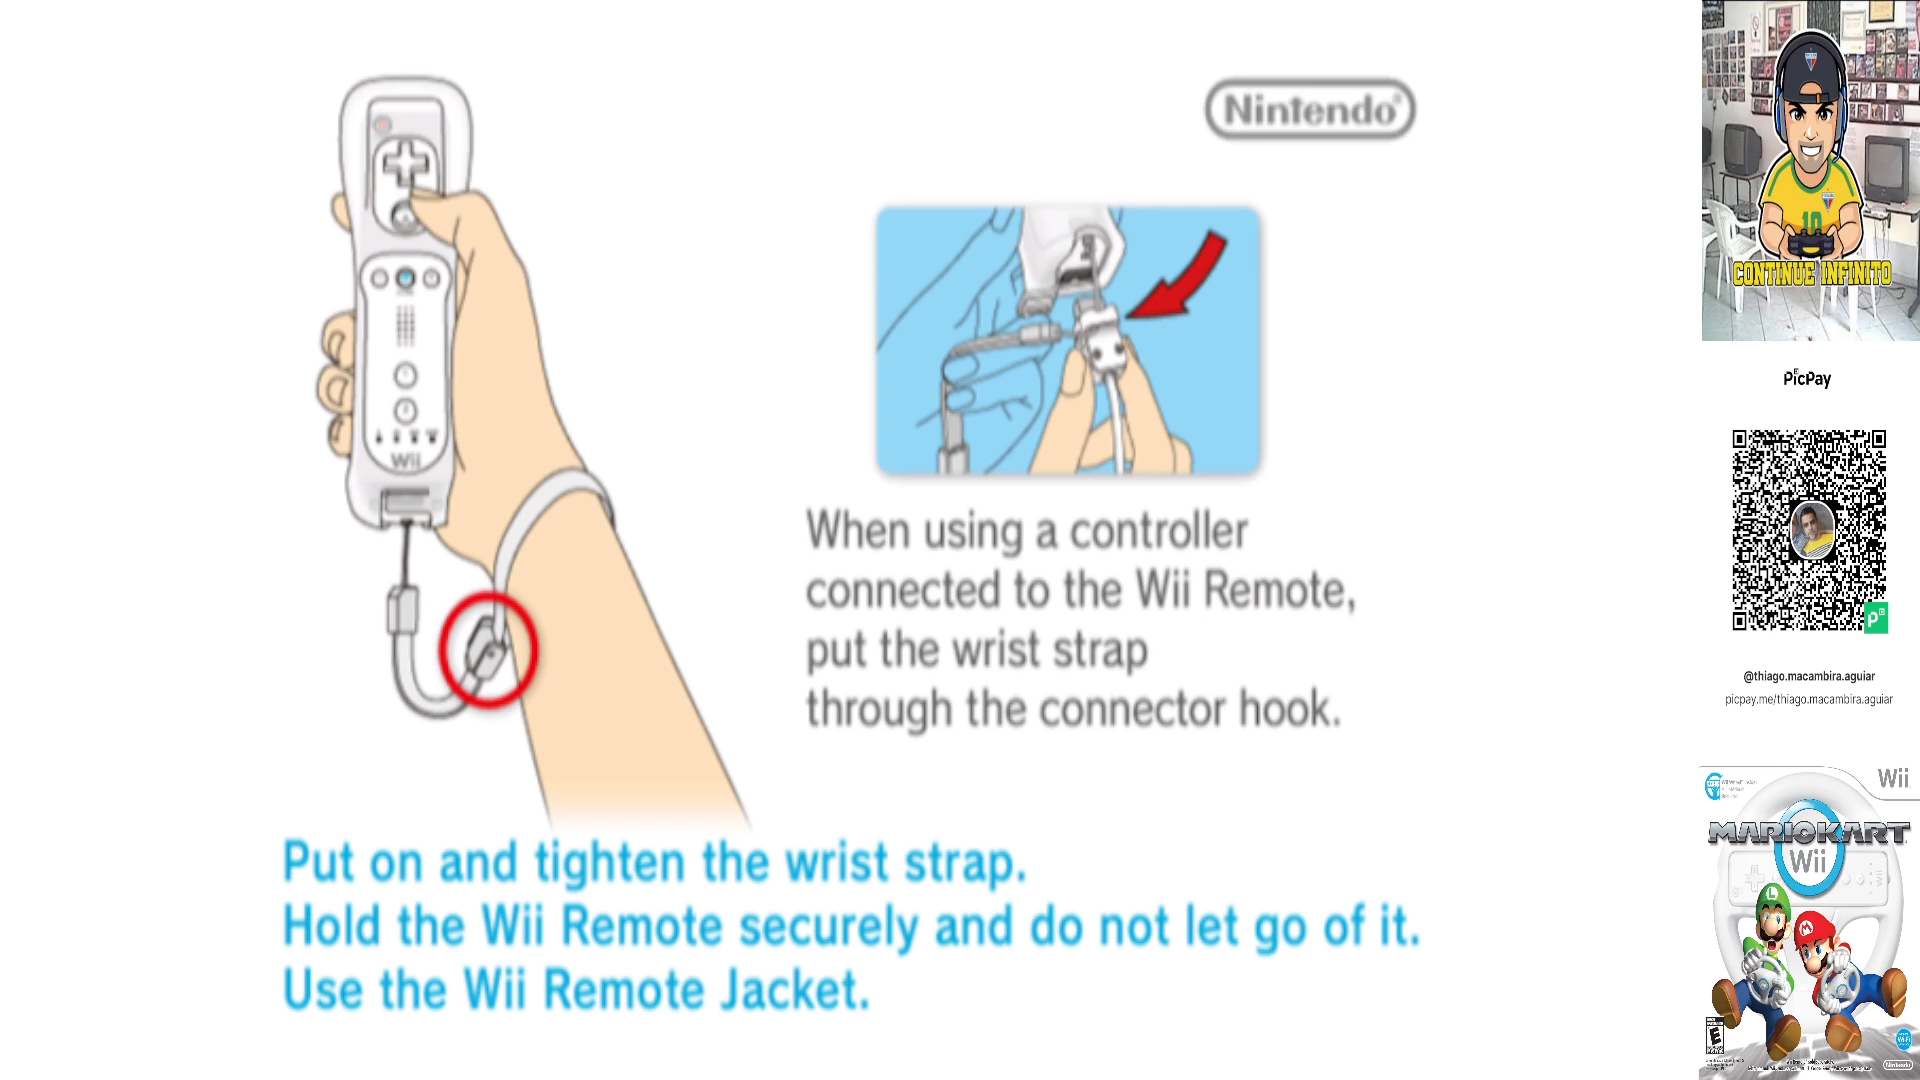 Nintendo®
When using a controller
connected to the Wii Remote,
put the wrist strap
through the connector hook.
Wii
Put on and tighten the wrist strap.
Hold the Wii Remote securely and do not let go of it.
Use the Wii Remote Jacket.
10
CONTINUE INFINITO
PicPay
@thiago.macambira.aguiar
picpay.me/thiago.macambira.aguiar
Wii
MARIOKART
Wii
L
M
E
Nintendo